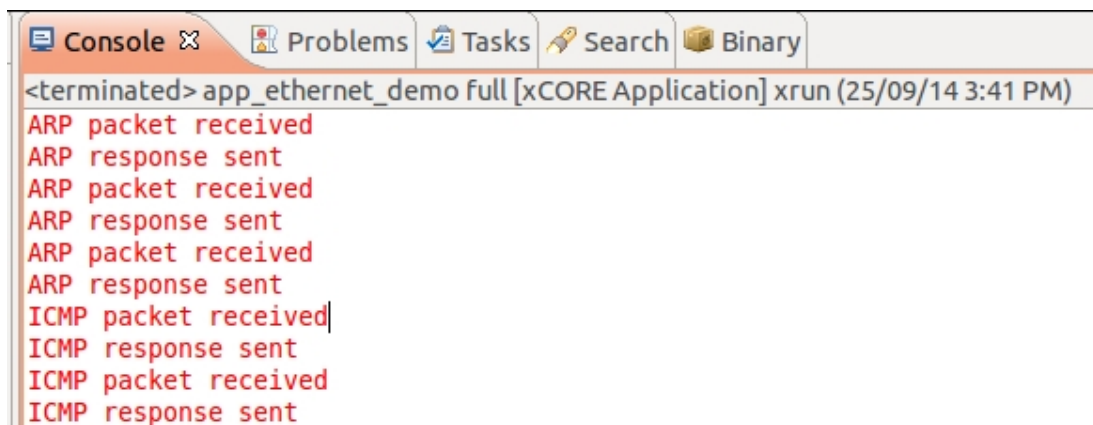 Console Problems Tasks Search Binary
<terminated> app_ethernet_demo full [xCORE Application] xrun (25/09/14 3:41 PM)
ARP packet received
ARP response sent
ARP packet received
ARP response sent
ARP packet received
ARP response sent
ICMP packet received
ICMP response sent
ICMP packet received
ICMP response sent